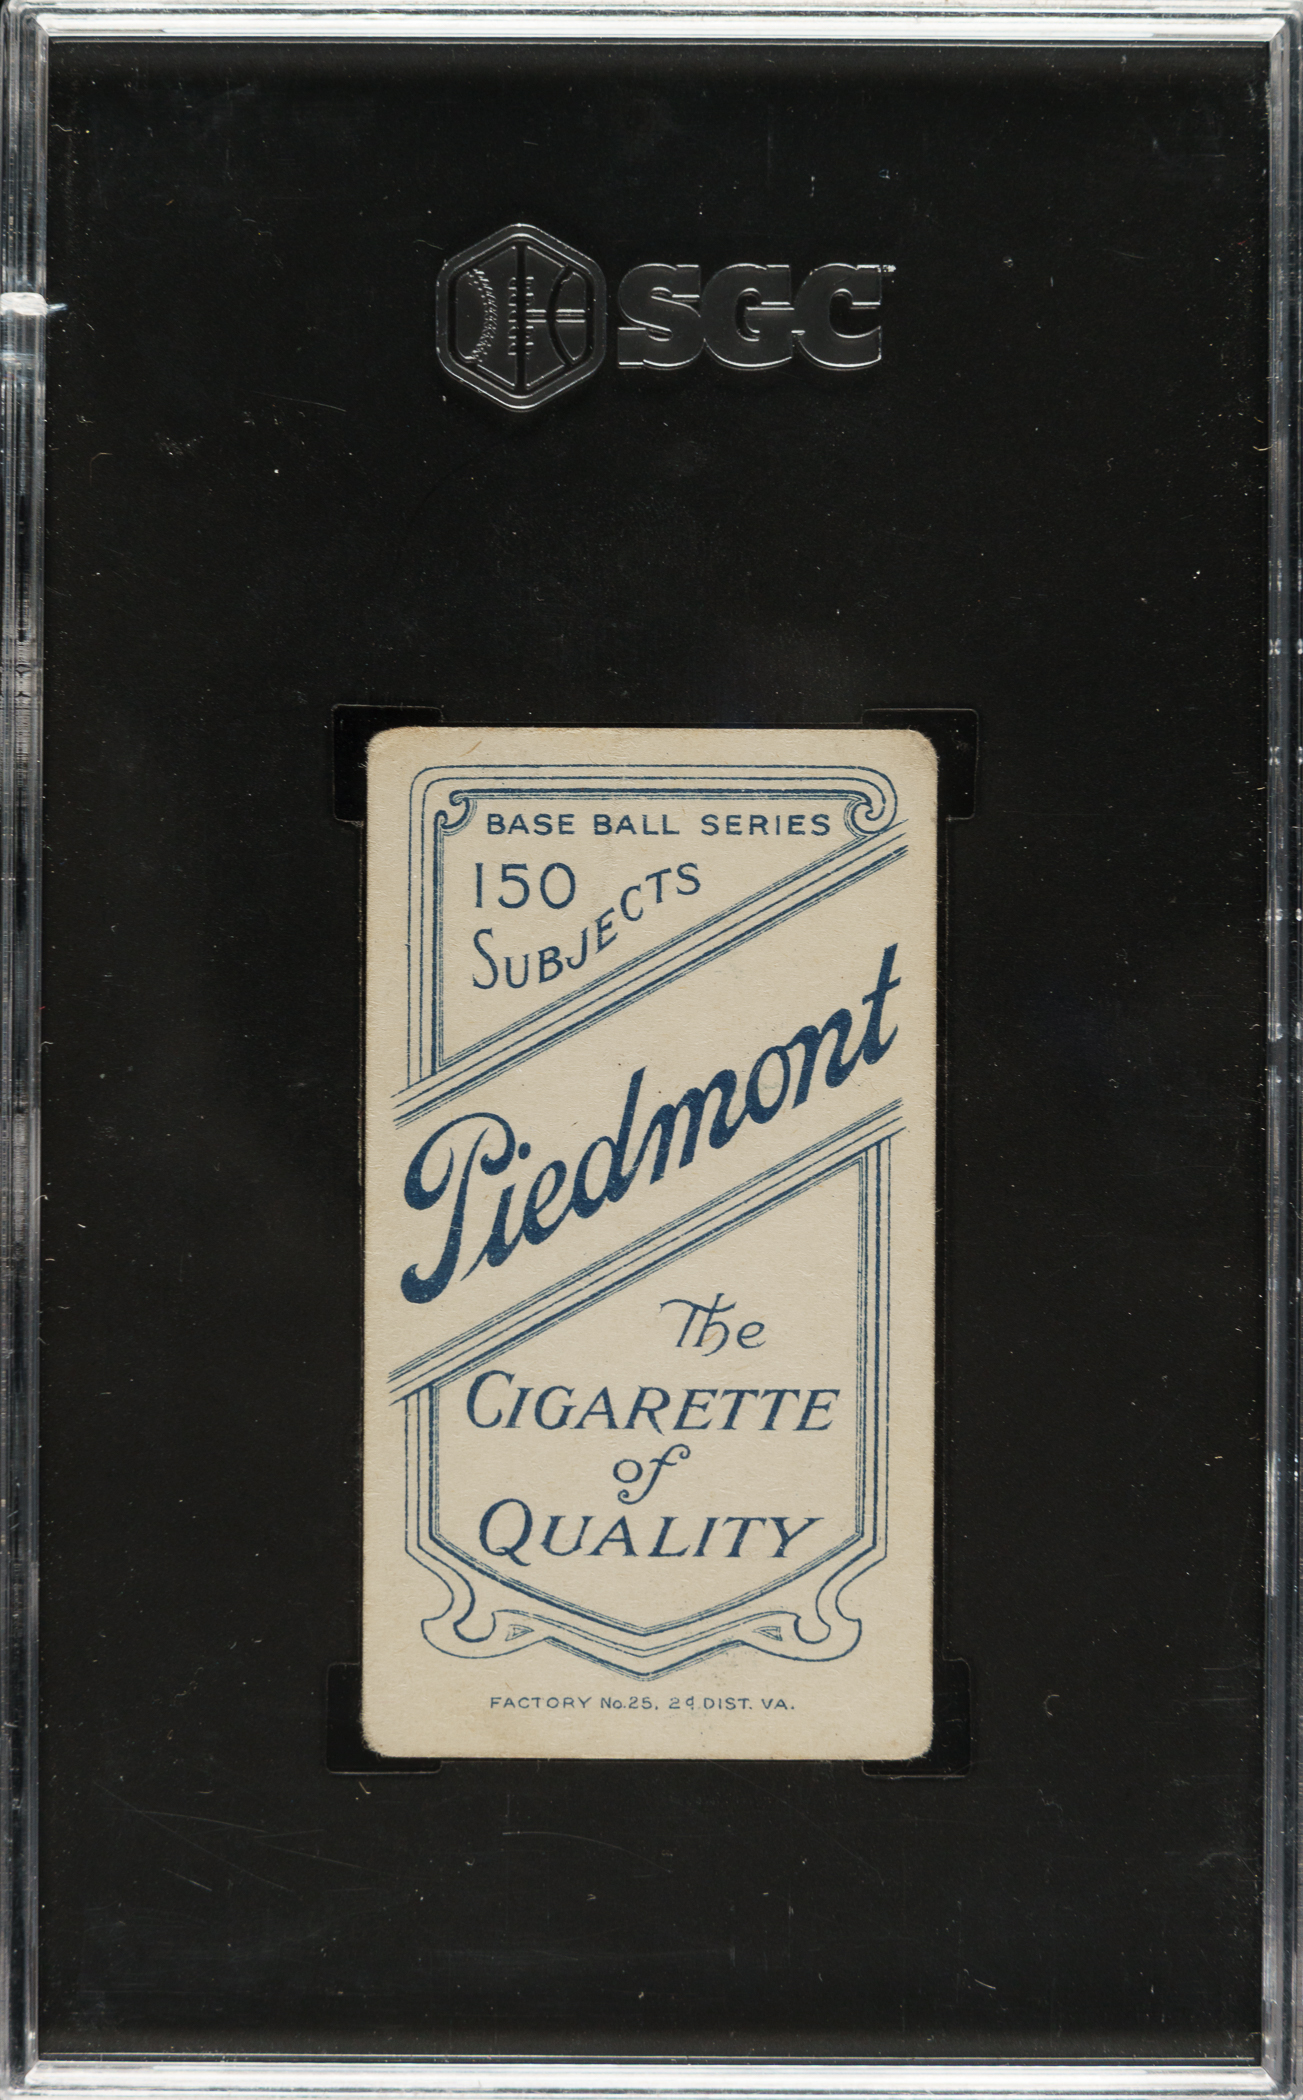 SGC
BASE BALL SERIES
150
SUBJECTS
Piedmont
The
CIGARETTE
of
QUALITY
FACTORY No.25, 2d DIST. VA.